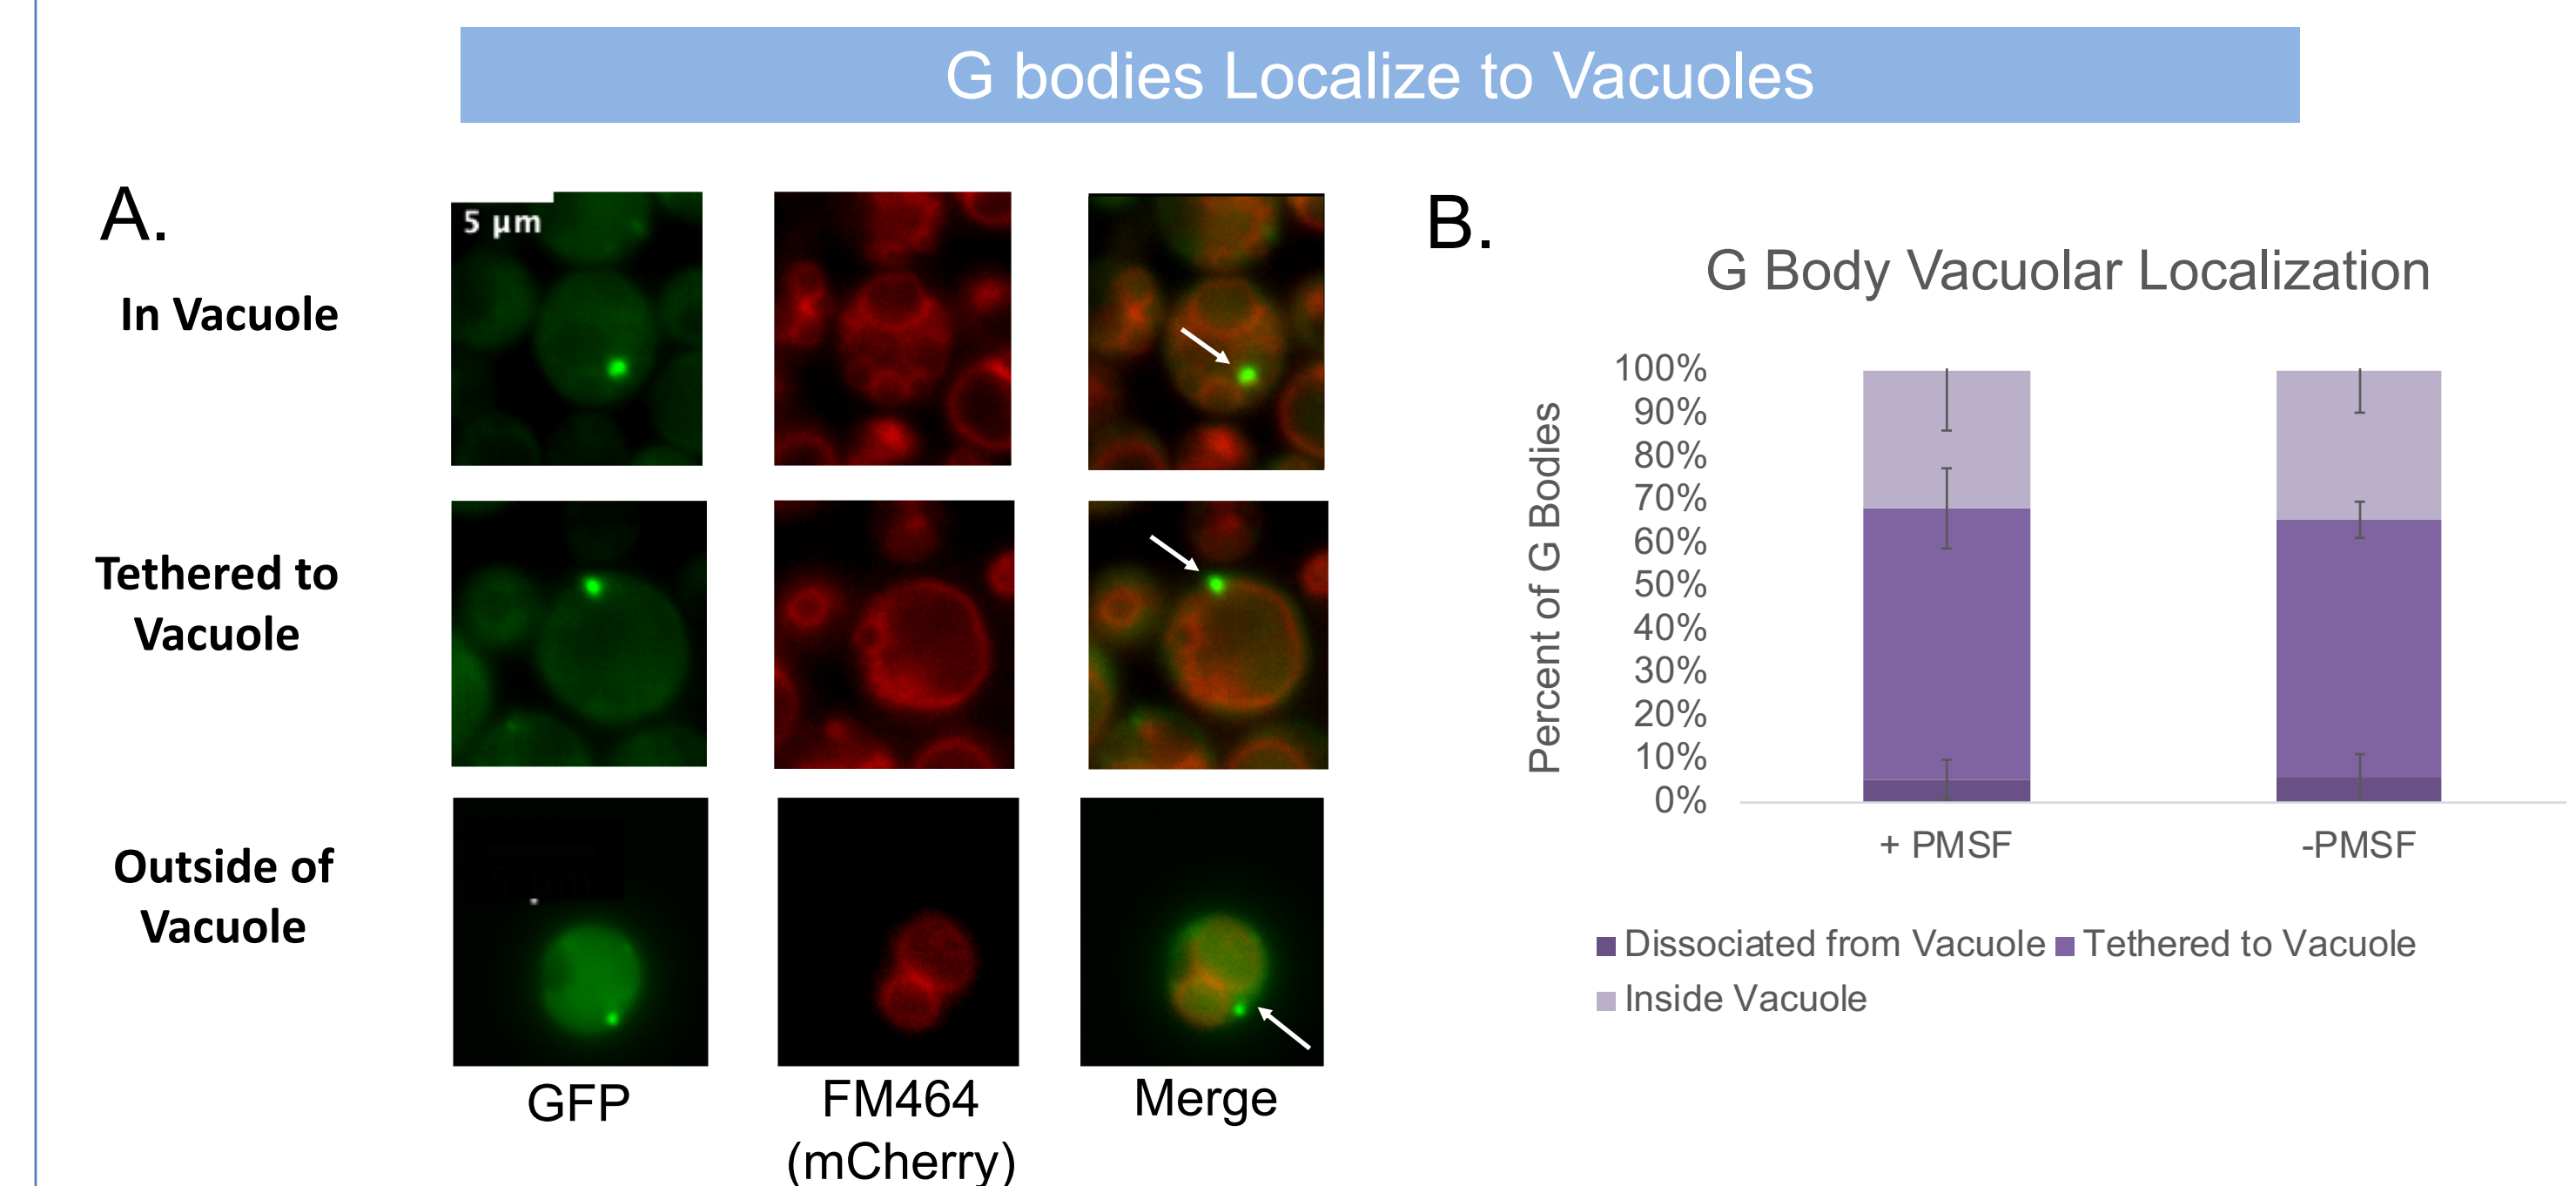 G bodies Localize to Vacuoles
A.
5 µm
In Vacuole
Tethered to
Vacuole
Outside of
Vacuole
GFP
FM464
(mCherry)
Merge
B.
G Body Vacuolar Localization
Percent of G Bodies
100%
90%
80%
70%
60%
50%
40%
30%
20%
10%
0%
+ PMSF
-PMSF
Dissociated from Vacuole
Tethered to Vacuole
Inside Vacuole